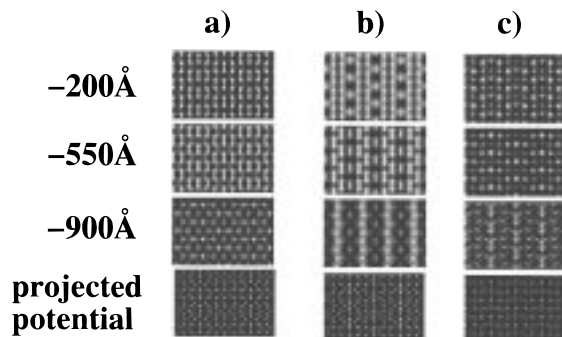 a) b) c)
−200Å
−550Å
−900Å
projected
potential